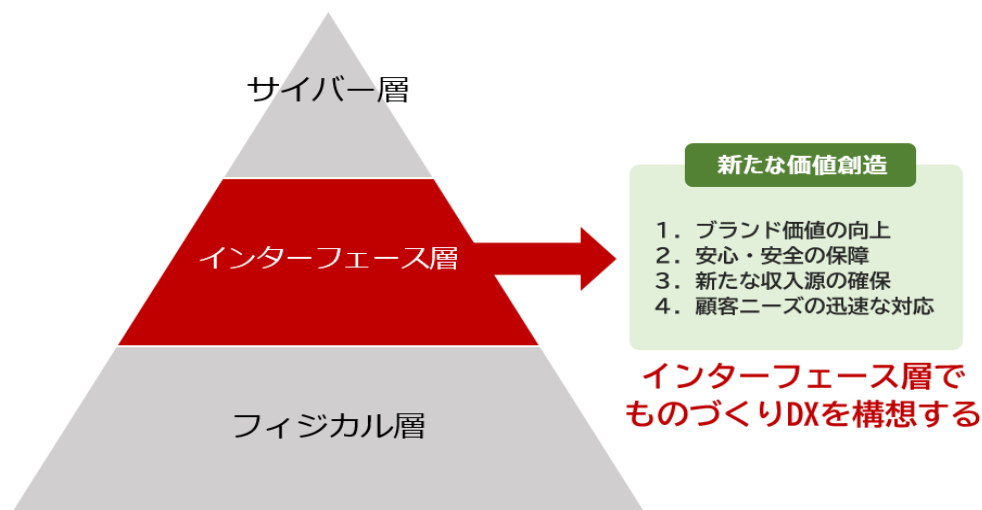 サイバー層
インターフェース層
フィジカル層
新たな価値創造
1. ブランド価値の向上
2. 安心・安全の保障
3. 新たな収入源の確保
4. 顧客ニーズの迅速な対応
インターフェース層で
ものづくりDXを構想する